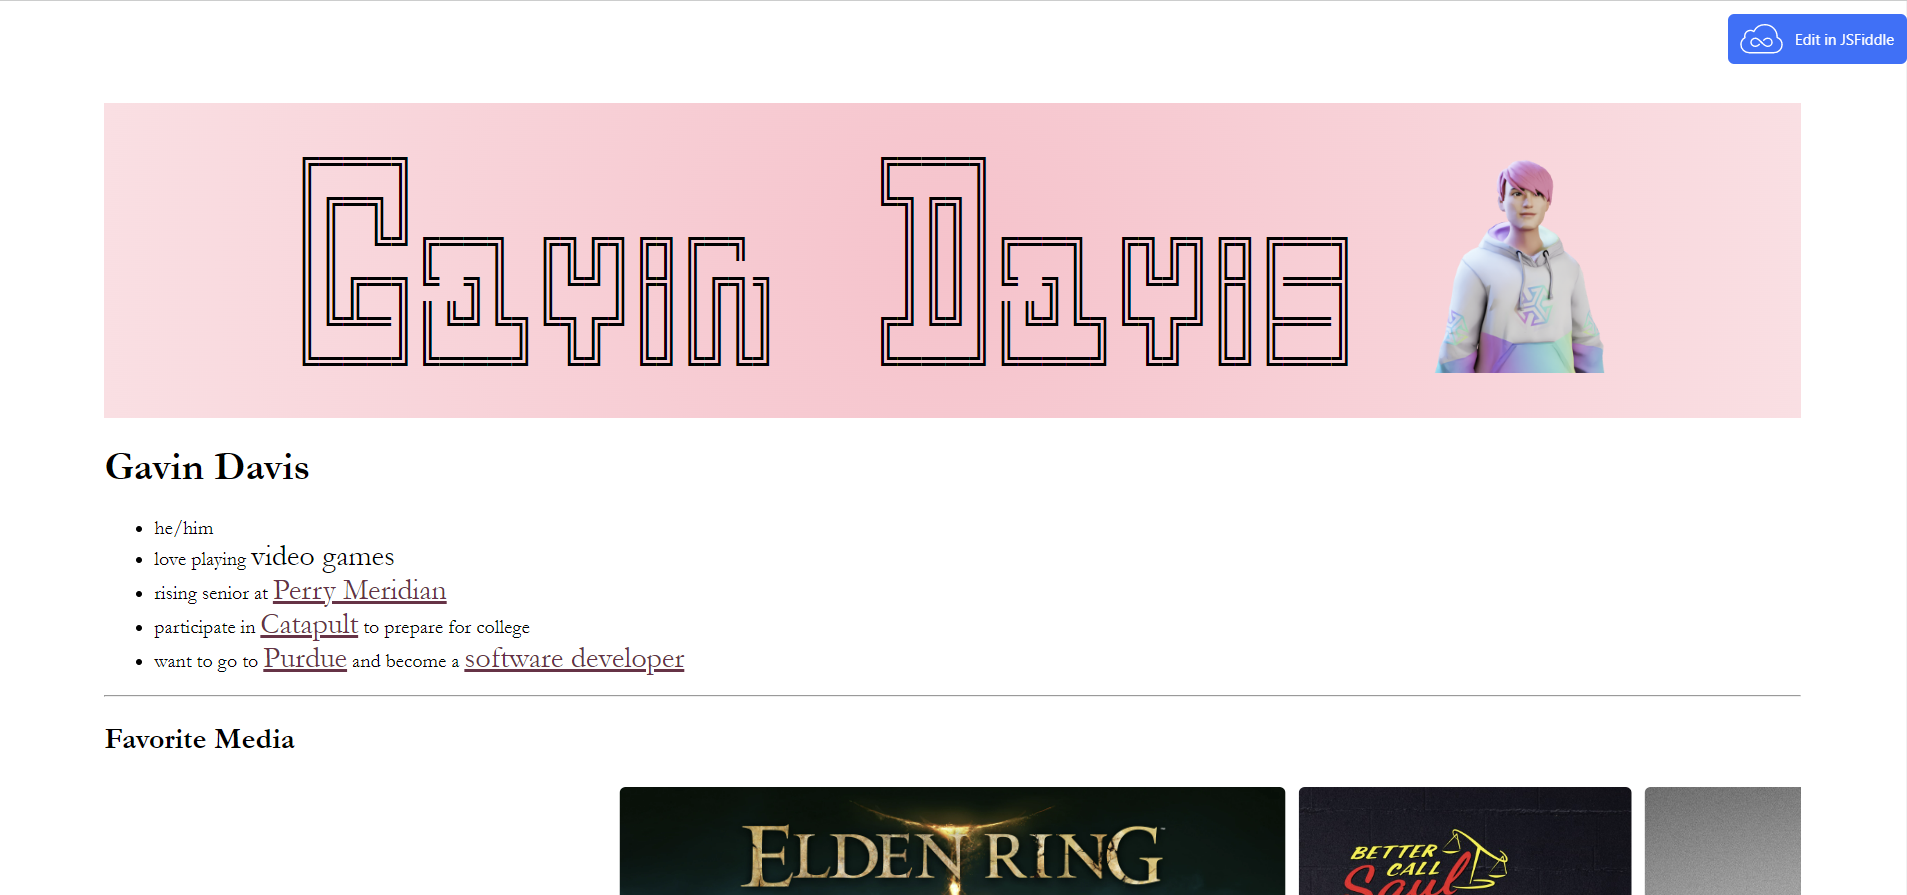 Edit in JSFiddle
Gavin Davis
Gavin Davis
he/him
love playing video games
rising senior at Perry Meridian
participate in Catapult to prepare for college
want to go to Purdue and become a software developer
Favorite Media
ELDEN RING
BETTER
CALL
Saul